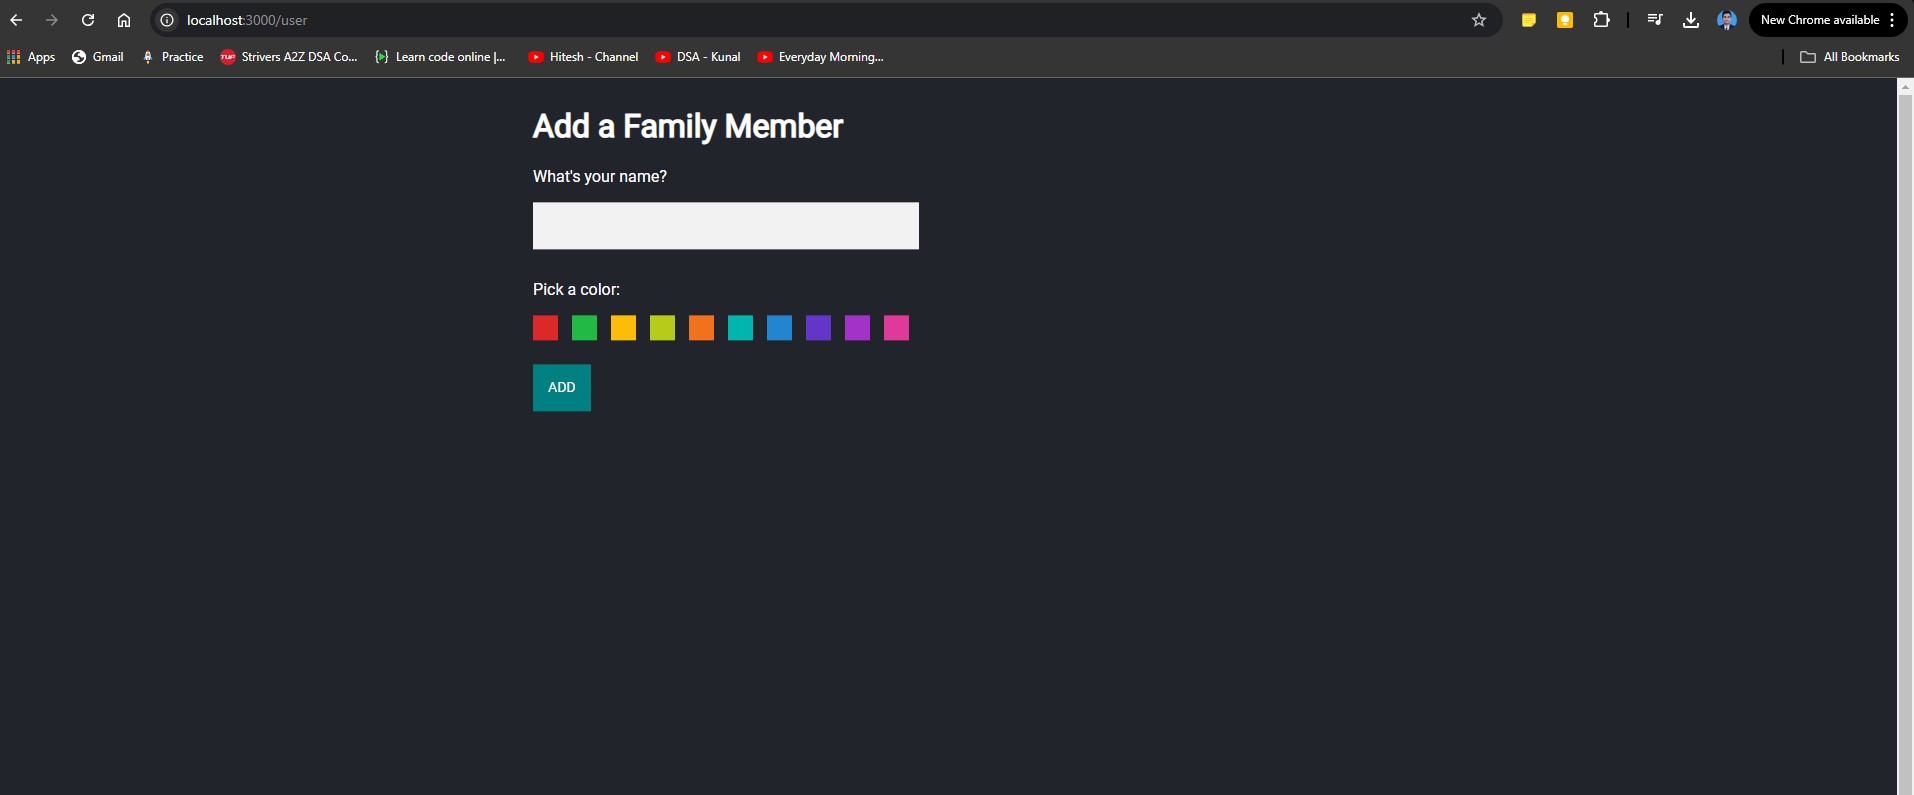 localhost:3000/user
New Chrome available
Apps
Gmail
Practice
TUF
Strivers A2Z DSA Co...
Learn code online |...
Hitesh - Channel
DSA - Kunal
Everyday Morning...
All Bookmarks
Add a Family Member
What's your name?
Pick a color:
ADD